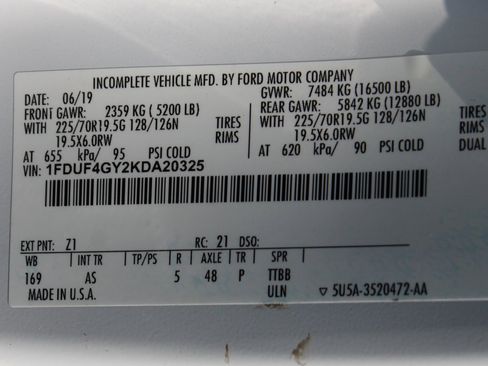 INCOMPLETE VEHICLE MFD. BY FORD MOTOR COMPANY
DATE: 06/19 GVWR: 7484 KG (16500 LB)
FRONT GAWR: 2359 KG ( 5200 LB) REAR GAWR: 5842 KG (12880 LB)
WITH 225/70R19.5G 128/126N TIRES WITH 225/70R19.5G 128/126N TIRES
19.5X6.0RW RIMS 19.5X6.0RW RIMS
AT 655 kPa/ 95 PSI COLD AT 620 kPa/ 90 PSI COLD DUAL
VIN: 1FDUF4GY2KDA20325
EXT PNT: Z1 RC: 21 DSO:
WB INT TR TP/PS R AXLE TR SPR
169 AS 5 48 P TTBB
MADE IN U.S.A. ULN ▽ 5U5A-3520472-AA